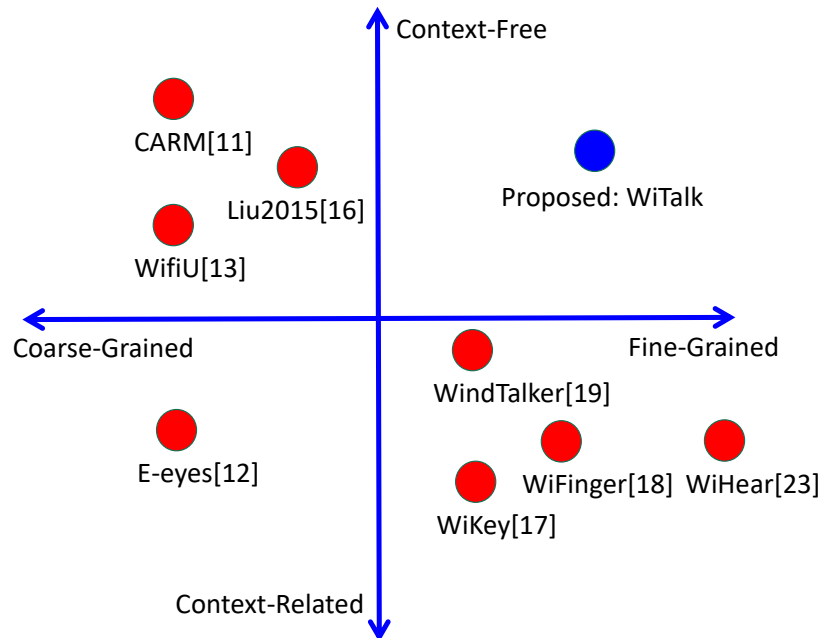 Context-Free
CARM[11]
Liu2015[16]
Proposed: WiTalk
WifiU[13]
Coarse-Grained
Fine-Grained
WindTalker[19]
E-eyes[12]
WiFinger[18]
WiHear[23]
WiKey[17]
Context-Related